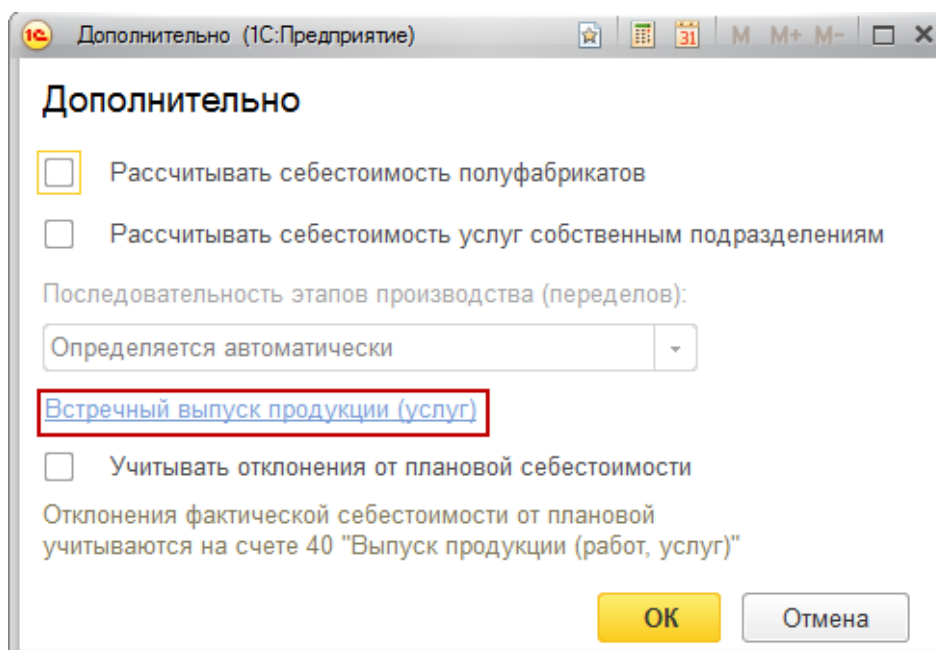 1С Дополнительно (1С:Предприятие) 31 M M+ M-
Дополнительно
Рассчитывать себестоимость полуфабрикатов
Рассчитывать себестоимость услуг собственным подразделениям
Последовательность этапов производства (переделов):
Определяется автоматически
Встречный выпуск продукции (услуг)
Учитывать отклонения от плановой себестоимости
Отклонения фактической себестоимости от плановой
учитываются на счете 40 "Выпуск продукции (работ, услуг)"
ОК Отмена